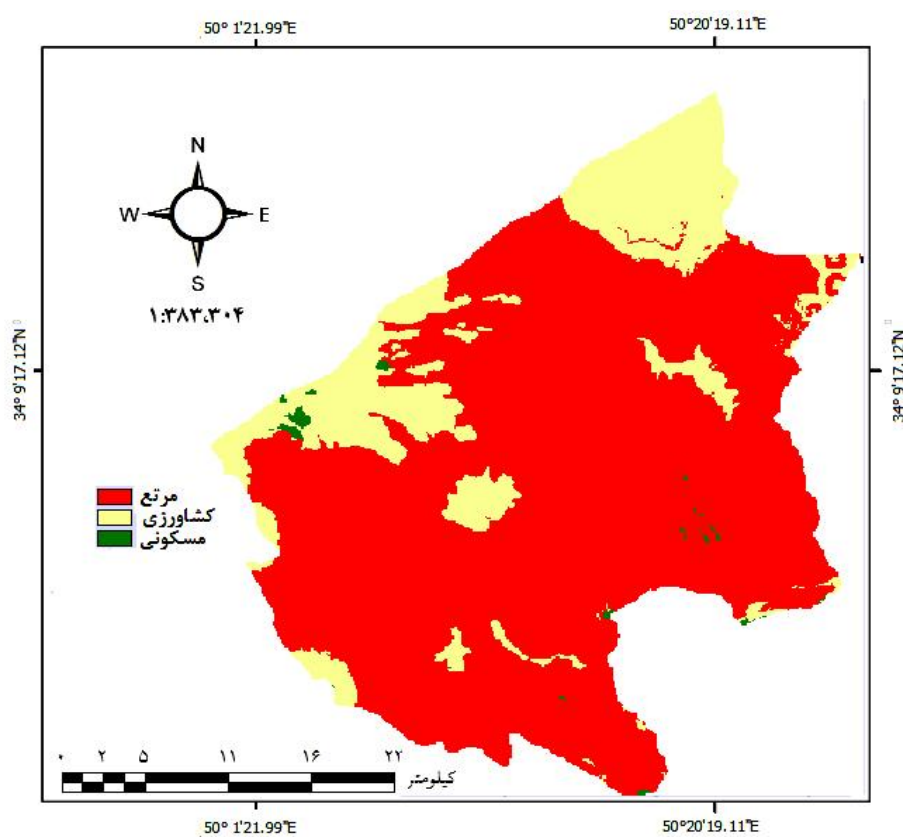 50° 1'21.99"E
50°20'19.11"E
N
W E
S
۱:۳۸۳،۳۰۴
34° 9'17.12"N
34° 9'17.12"N
مرتع
کشاورزی
مسکونی
۰ ۲ ۵ ۱۱ ۱۶ ۲۲
کیلومتر
50° 1'21.99"E
50°20'19.11"E